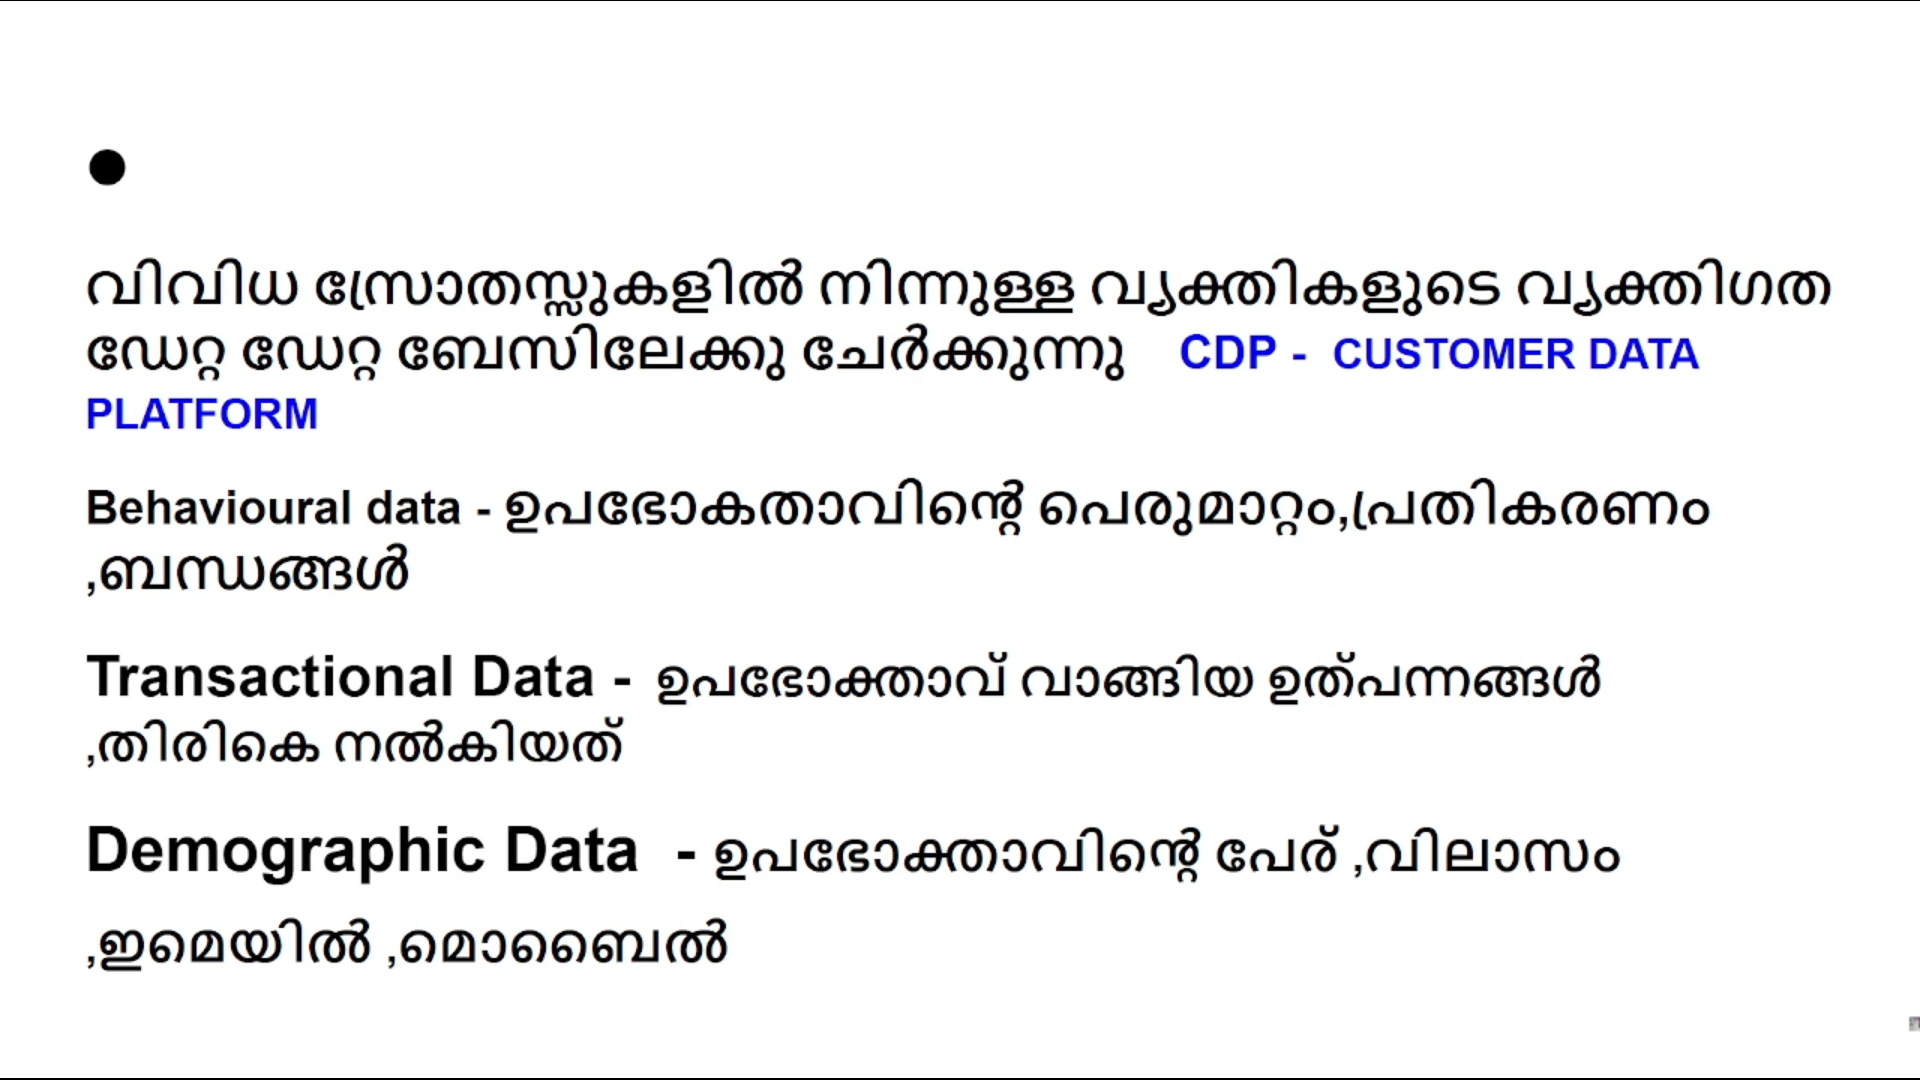 ●
വിവിധ സ്രോതസ്സുകളിൽ നിന്നുള്ള വ്യക്തികളുടെ വ്യക്തിഗത
ഡേറ്റ ഡേറ്റ ബേസിലേക്കു ചേർക്കുന്നു CDP - CUSTOMER DATA
PLATFORM
Behavioural data - ഉപഭോകതാവിന്റെ പെരുമാറ്റം,പ്രതികരണം
,ബന്ധങ്ങൾ
Transactional Data - ഉപഭോക്താവ് വാങ്ങിയ ഉത്പന്നങ്ങൾ
,തിരികെ നൽകിയത്
Demographic Data - ഉപഭോക്താവിന്റെ പേര് ,വിലാസം
,ഇമെയിൽ ,മൊബൈൽ